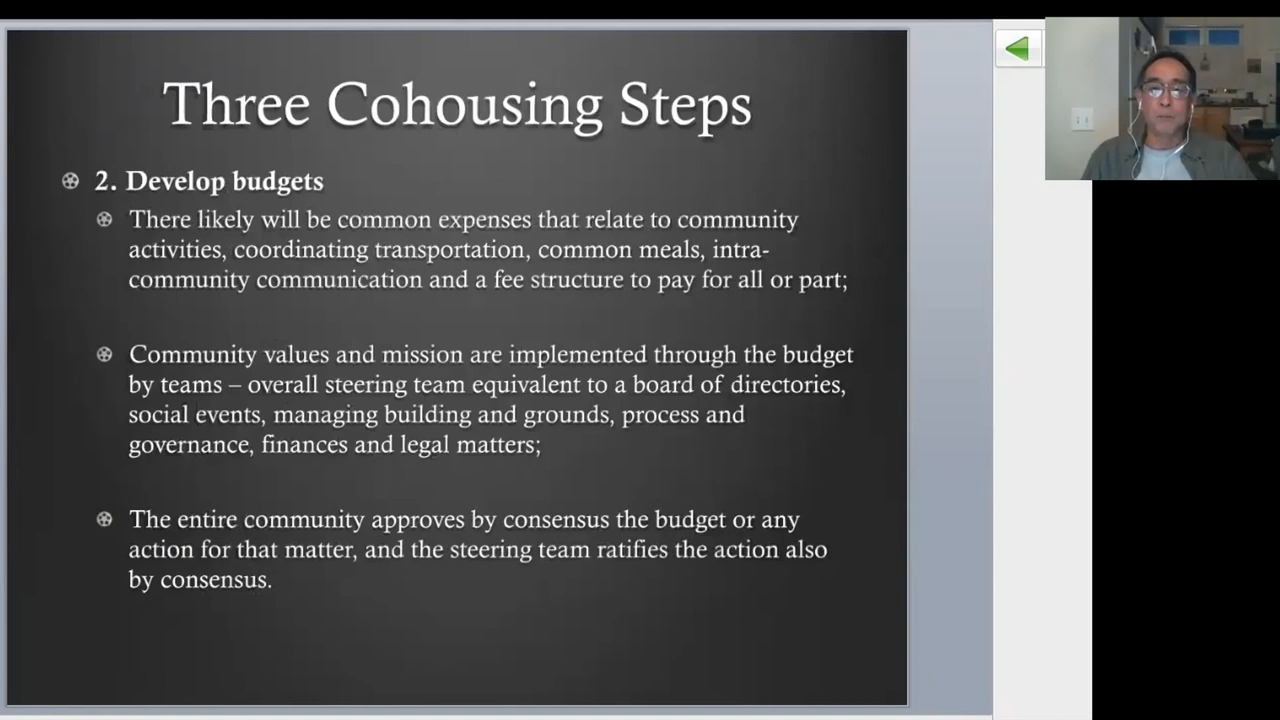 Three Cohousing Steps
2. Develop budgets
There likely will be common expenses that relate to community
activities, coordinating transportation, common meals, intra-
community communication and a fee structure to pay for all or part;
Community values and mission are implemented through the budget
by teams – overall steering team equivalent to a board of directories,
social events, managing building and grounds, process and
governance, finances and legal matters;
The entire community approves by consensus the budget or any
action for that matter, and the steering team ratifies the action also
by consensus.